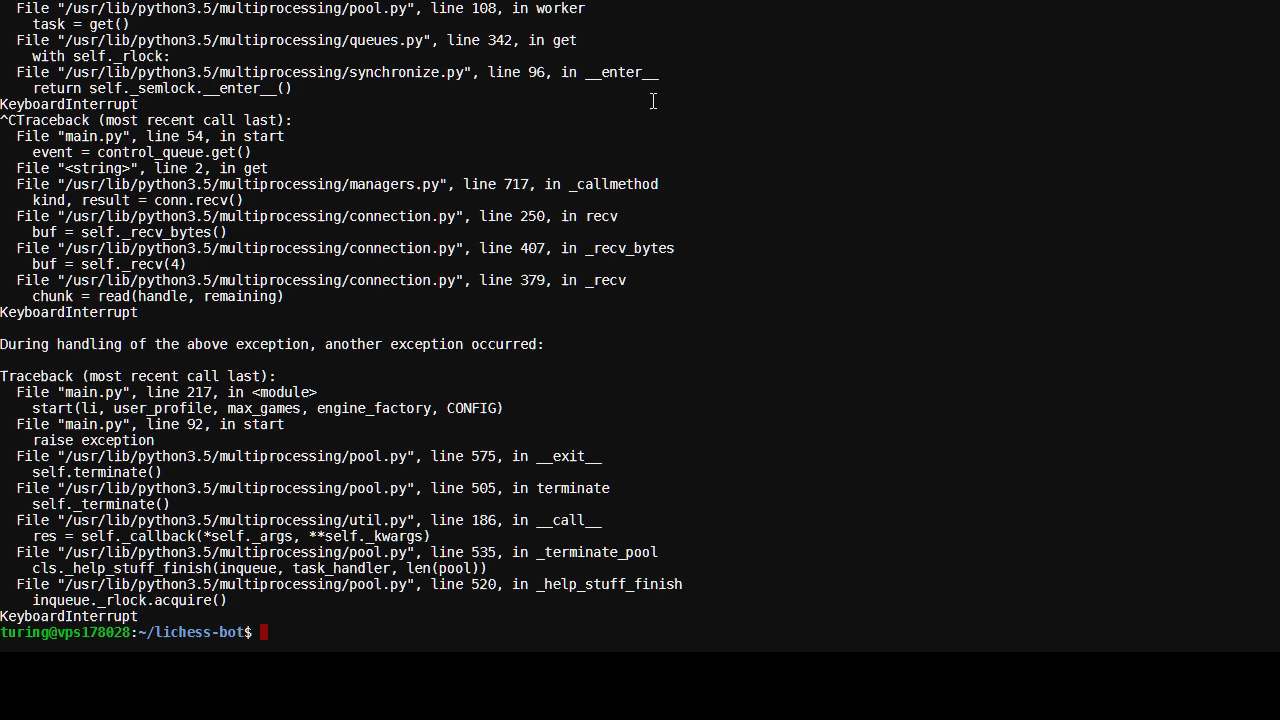 File "/usr/lib/python3.5/multiprocessing/pool.py", line 108, in worker
    task = get()
  File "/usr/lib/python3.5/multiprocessing/queues.py", line 342, in get
    with self._rlock:
  File "/usr/lib/python3.5/multiprocessing/synchronize.py", line 96, in __enter__
    return self._semlock.__enter__()
KeyboardInterrupt
^CTraceback (most recent call last):
  File "main.py", line 54, in start
    event = control_queue.get()
  File "<string>", line 2, in get
  File "/usr/lib/python3.5/multiprocessing/managers.py", line 717, in _callmethod
    kind, result = conn.recv()
  File "/usr/lib/python3.5/multiprocessing/connection.py", line 250, in recv
    buf = self._recv_bytes()
  File "/usr/lib/python3.5/multiprocessing/connection.py", line 407, in _recv_bytes
    buf = self._recv(4)
  File "/usr/lib/python3.5/multiprocessing/connection.py", line 379, in _recv
    chunk = read(handle, remaining)
KeyboardInterrupt

During handling of the above exception, another exception occurred:

Traceback (most recent call last):
  File "main.py", line 217, in <module>
    start(li, user_profile, max_games, engine_factory, CONFIG)
  File "main.py", line 92, in start
    raise exception
  File "/usr/lib/python3.5/multiprocessing/pool.py", line 575, in __exit__
    self.terminate()
  File "/usr/lib/python3.5/multiprocessing/pool.py", line 505, in terminate
    self._terminate()
  File "/usr/lib/python3.5/multiprocessing/util.py", line 186, in __call__
    res = self._callback(*self._args, **self._kwargs)
  File "/usr/lib/python3.5/multiprocessing/pool.py", line 535, in _terminate_pool
    cls._help_stuff_finish(inqueue, task_handler, len(pool))
  File "/usr/lib/python3.5/multiprocessing/pool.py", line 520, in _help_stuff_finish
    inqueue._rlock.acquire()
KeyboardInterrupt
turing@vps178028:~/lichess-bot$